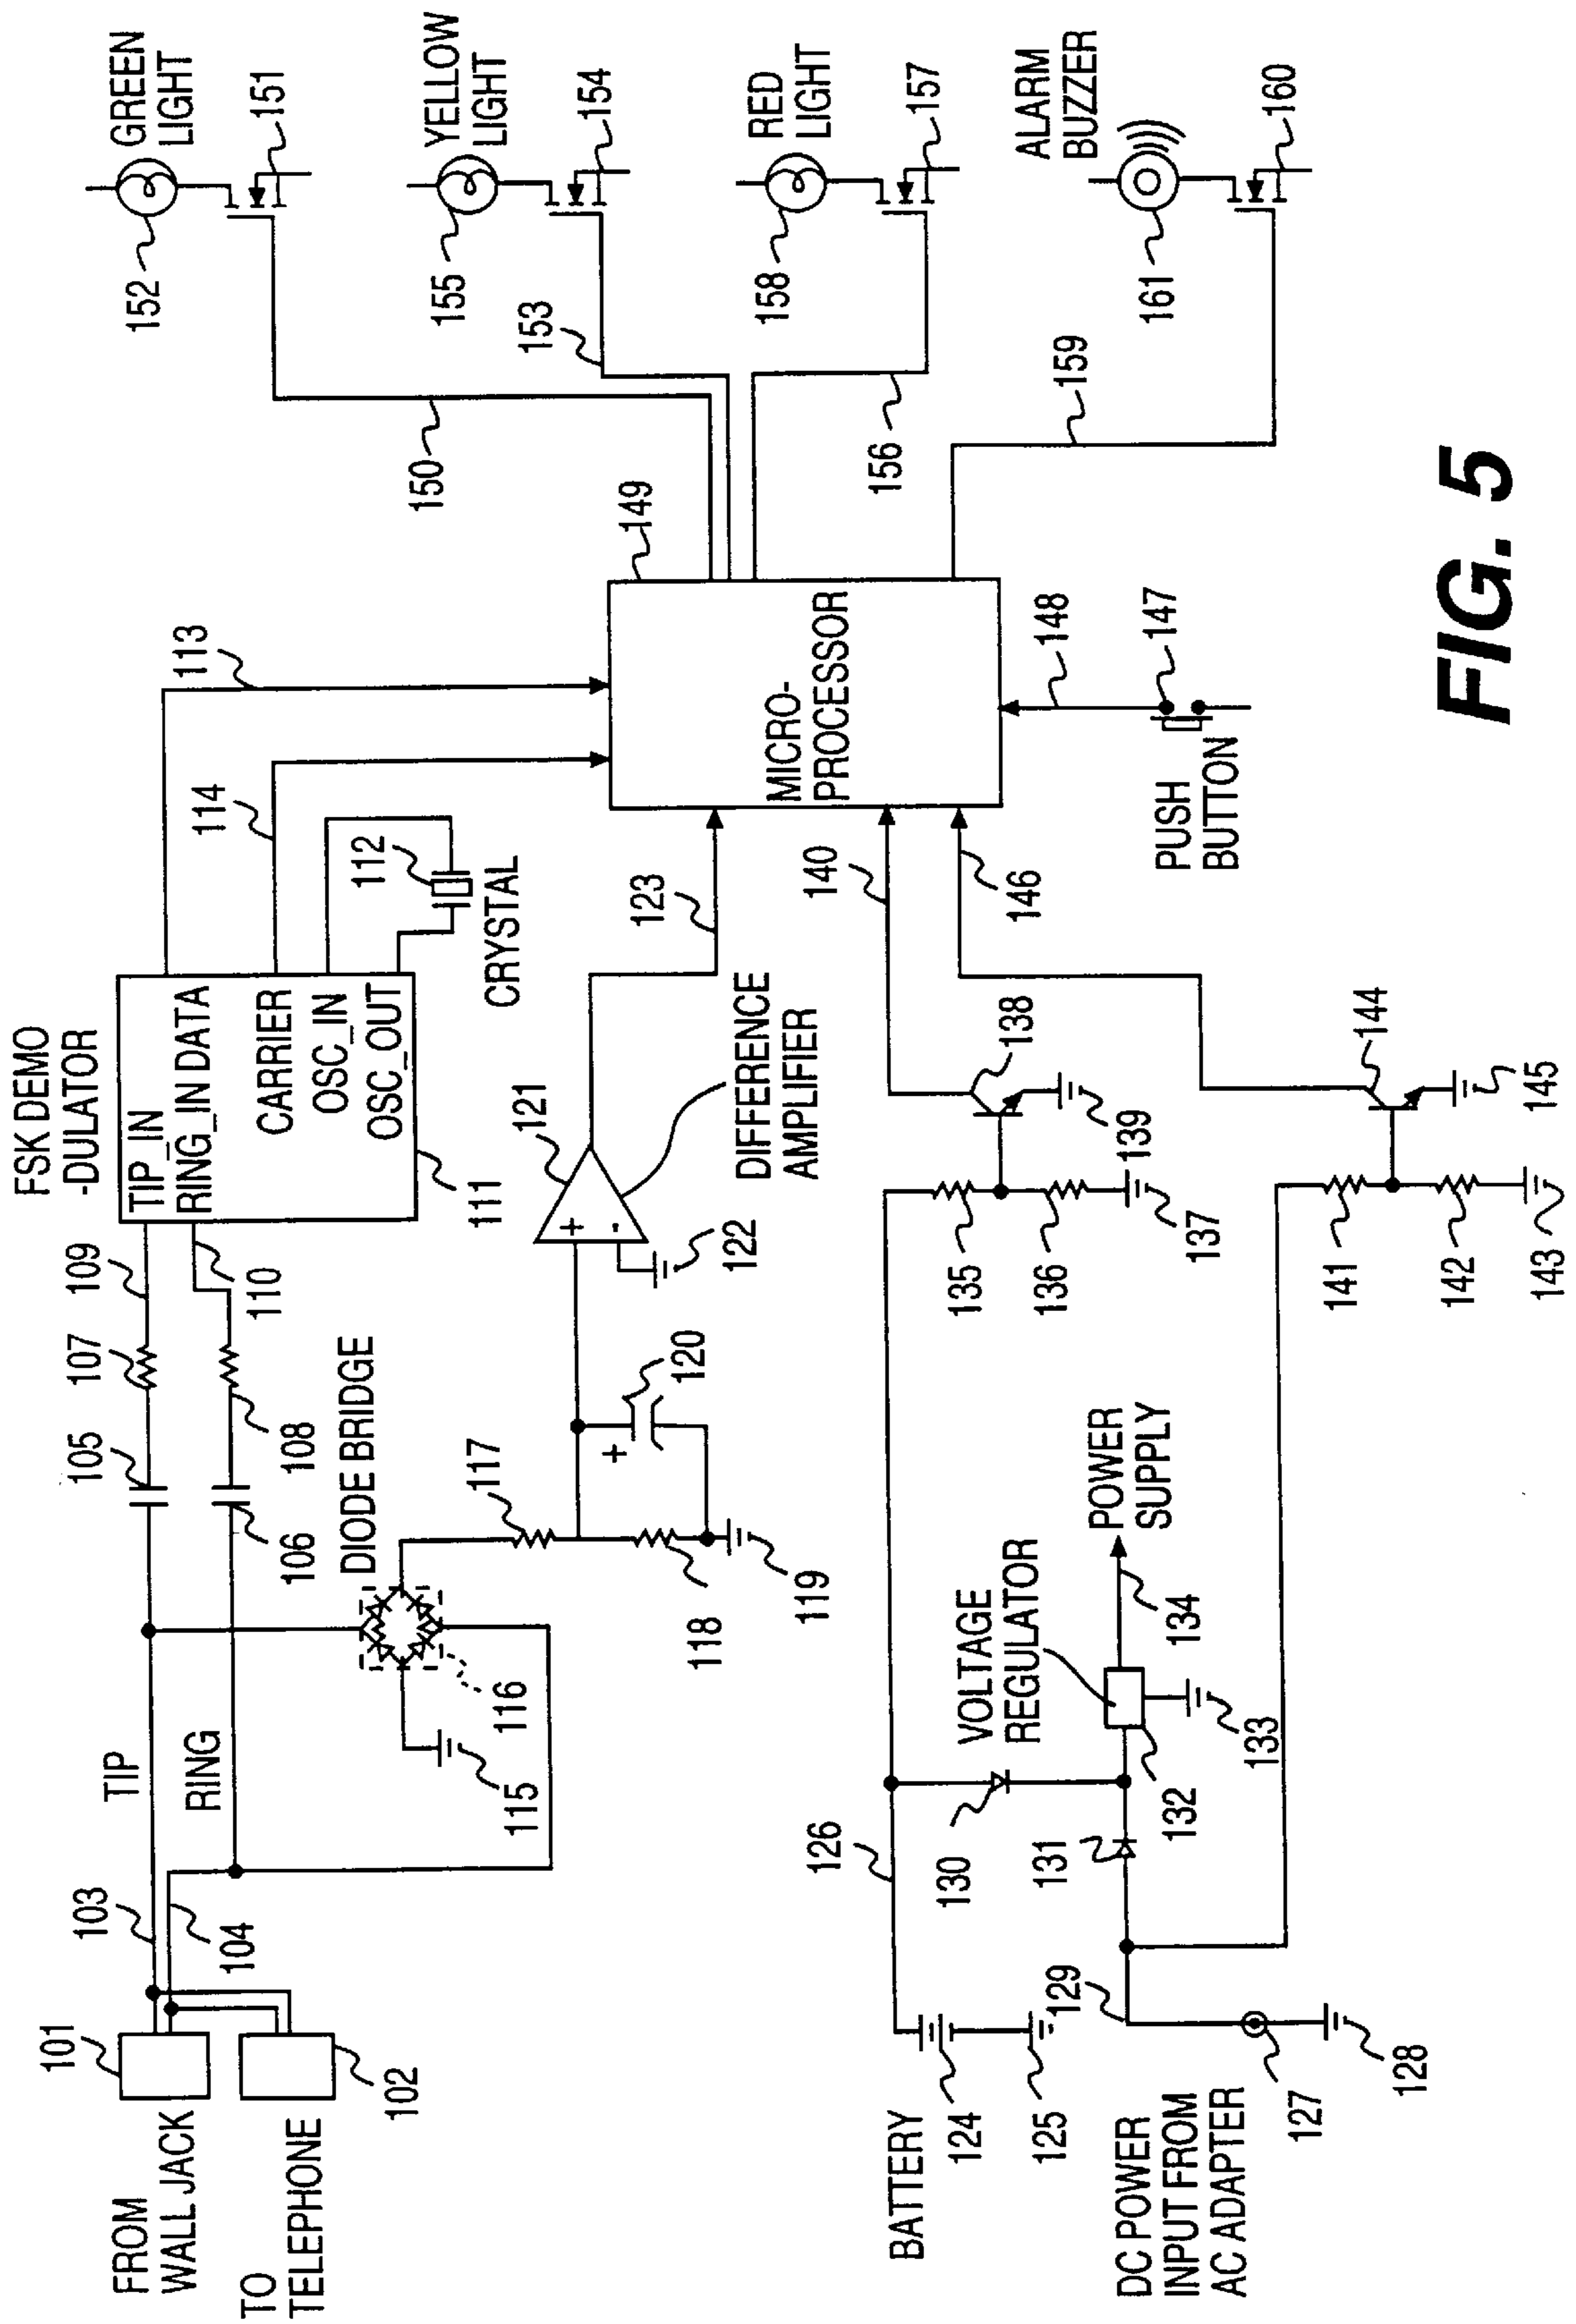 FROM
WALL JACK
TO
TELEPHONE
101
102
103
104
TIP
RING
105
106
107
108
109
110
FSK DEMO
-DULATOR
TIP_IN
RING_IN DATA
CARRIER
OSC_IN
OSC_OUT
111
112
CRYSTAL
113
114
DIODE BRIDGE
115
116
117
118
119
120
+
121
+
-
122
DIFFERENCE
AMPLIFIER
123
BATTERY
124
125
126
DC POWER
INPUT FROM
AC ADAPTER
127
128
129
130
131
132
VOLTAGE
REGULATOR
133
134
POWER
SUPPLY
135
136
137
138
139
140
141
142
143
144
145
146
PUSH
BUTTON
147
148
MICRO-
PROCESSOR
149
150
GREEN
LIGHT
151
152
153
YELLOW
LIGHT
154
155
156
RED
LIGHT
157
158
159
ALARM
BUZZER
160
161
FIG. 5